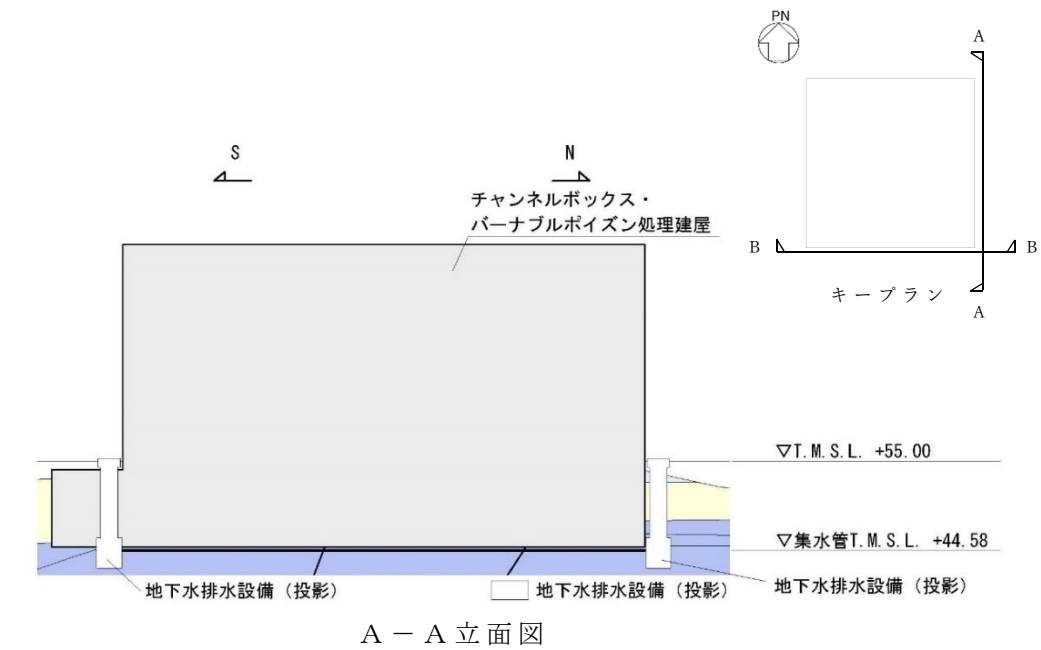 PN
A
S
N
チャンネルボックス・
バーナブルポイズン処理建屋
B
B
キープラン
A
▽T.M.S.L. +55.00
▽集水管T.M.S.L. +44.58
地下水排水設備（投影）
地下水排水設備（投影）
地下水排水設備（投影）
A－A立面図